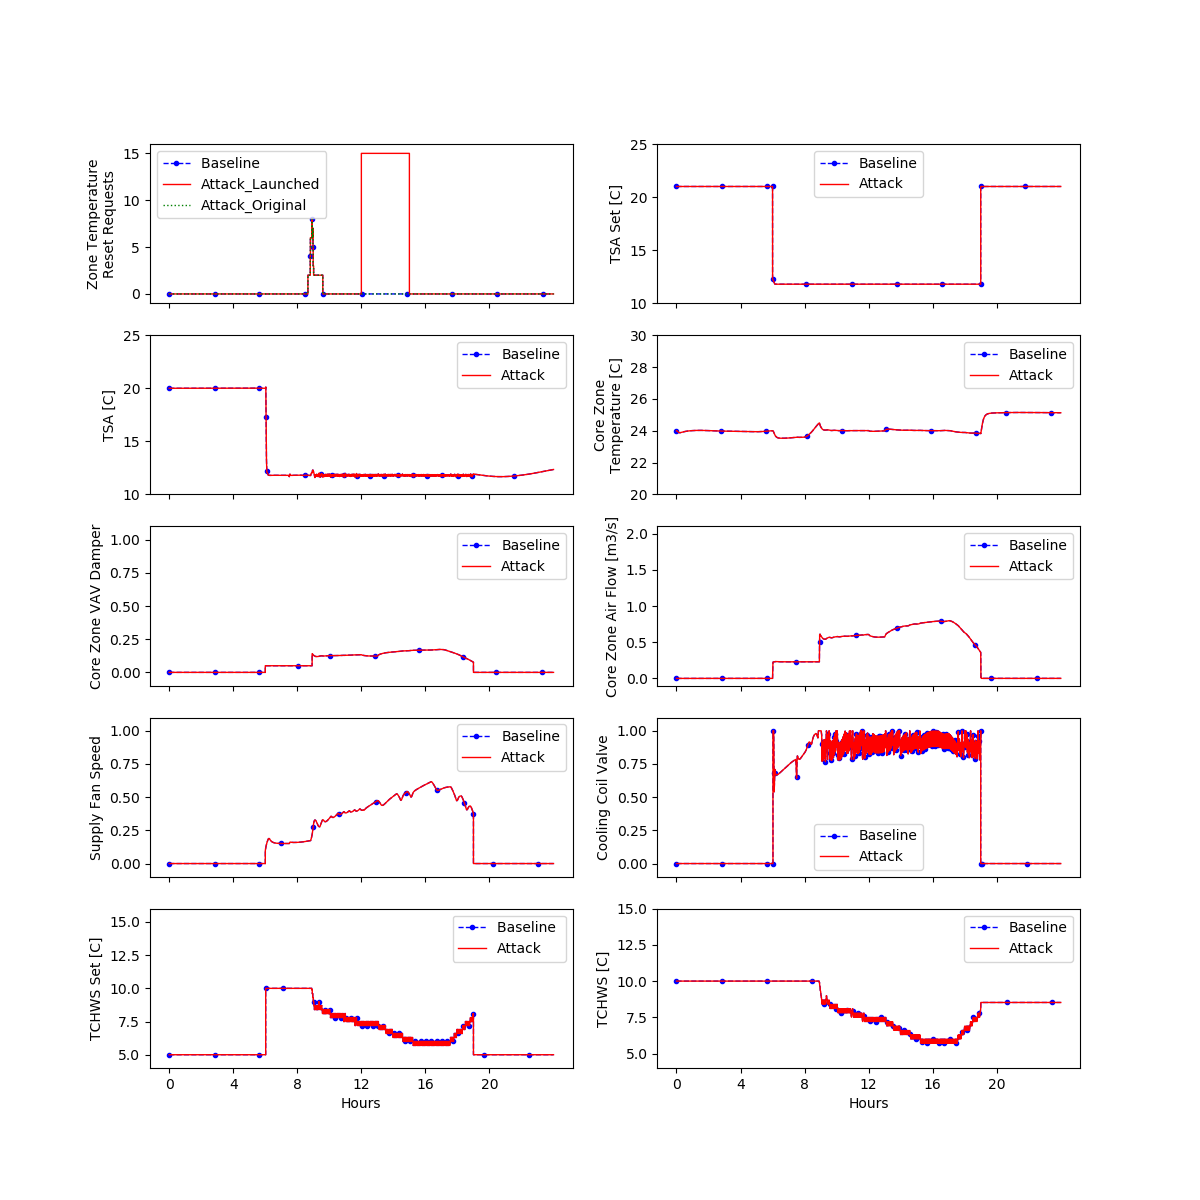 Zone Temperature
Reset Requests
15
10
5
0
Baseline
Attack_Launched
Attack_Original
TSA Set [C]
25
20
15
10
Baseline
Attack
TSA [C]
25
20
15
10
Baseline
Attack
Core Zone
Temperature [C]
30
28
26
24
22
20
Baseline
Attack
Core Zone VAV Damper
1.00
0.75
0.50
0.25
0.00
Baseline
Attack
Core Zone Air Flow [m3/s]
2.0
1.5
1.0
0.5
0.0
Baseline
Attack
Supply Fan Speed
1.00
0.75
0.50
0.25
0.00
Baseline
Attack
Cooling Coil Valve
1.00
0.75
0.50
0.25
0.00
Baseline
Attack
TCHWS Set [C]
15.0
12.5
10.0
7.5
5.0
Baseline
Attack
0 4 8 12 16 20
Hours
TCHWS [C]
15.0
12.5
10.0
7.5
5.0
Baseline
Attack
0 4 8 12 16 20
Hours